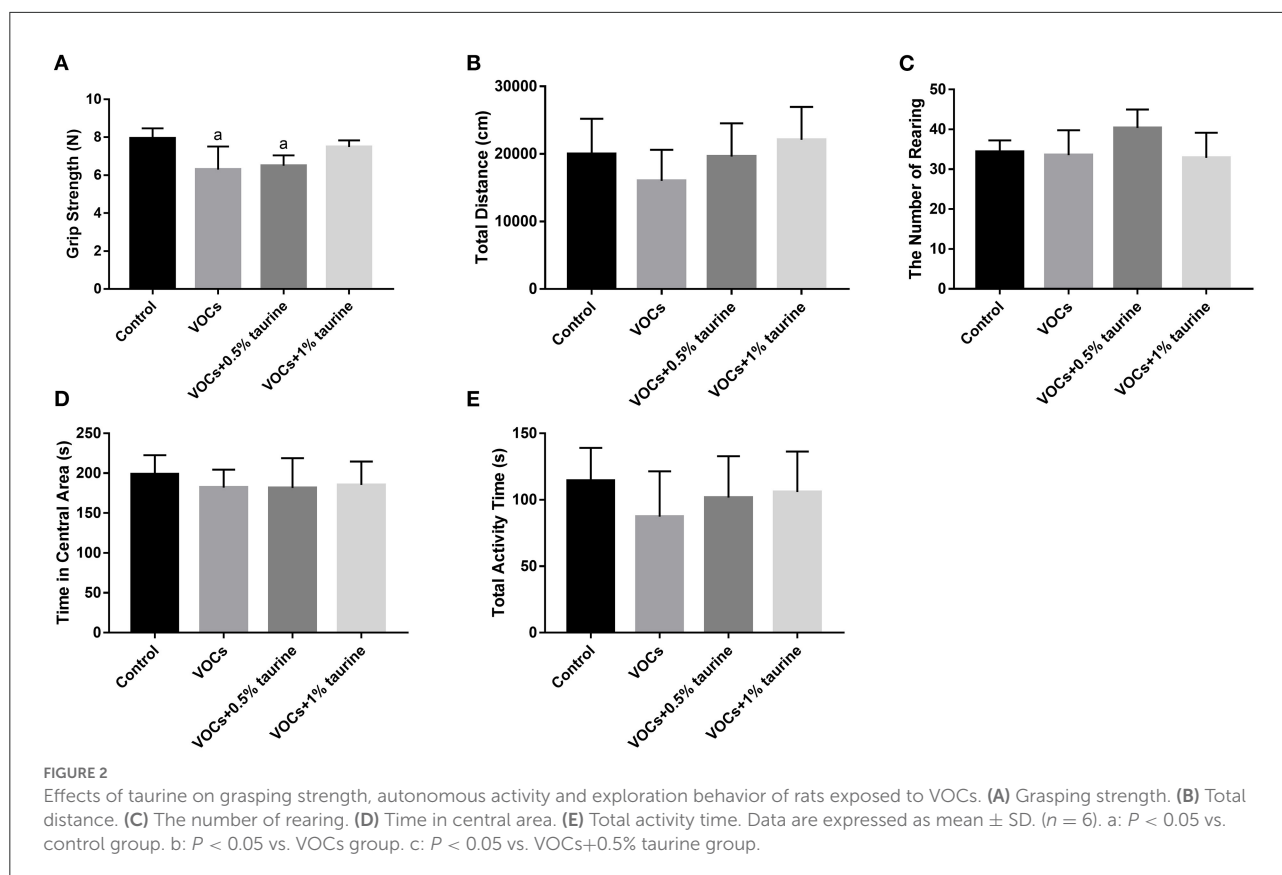 A
Grip Strength (N)
10
8
6
4
2
0
a
a
Control
VOCs
VOCs+0.5% taurine
VOCs+1% taurine
B
Total Distance (cm)
30000
20000
10000
0
Control
VOCs
VOCs+0.5% taurine
VOCs+1% taurine
C
The Number of Rearing
50
40
30
20
10
0
Control
VOCs
VOCs+0.5% taurine
VOCs+1% taurine
D
Time in Central Area (s)
250
200
150
100
50
0
Control
VOCs
VOCs+0.5% taurine
VOCs+1% taurine
E
Total Activity Time (s)
150
100
50
0
Control
VOCs
VOCs+0.5% taurine
VOCs+1% taurine
FIGURE 2
Effects of taurine on grasping strength, autonomous activity and exploration behavior of rats exposed to VOCs. (A) Grasping strength. (B) Total
distance. (C) The number of rearing. (D) Time in central area. (E) Total activity time. Data are expressed as mean ± SD. (n = 6). a: P < 0.05 vs.
control group. b: P < 0.05 vs. VOCs group. c: P < 0.05 vs. VOCs+0.5% taurine group.